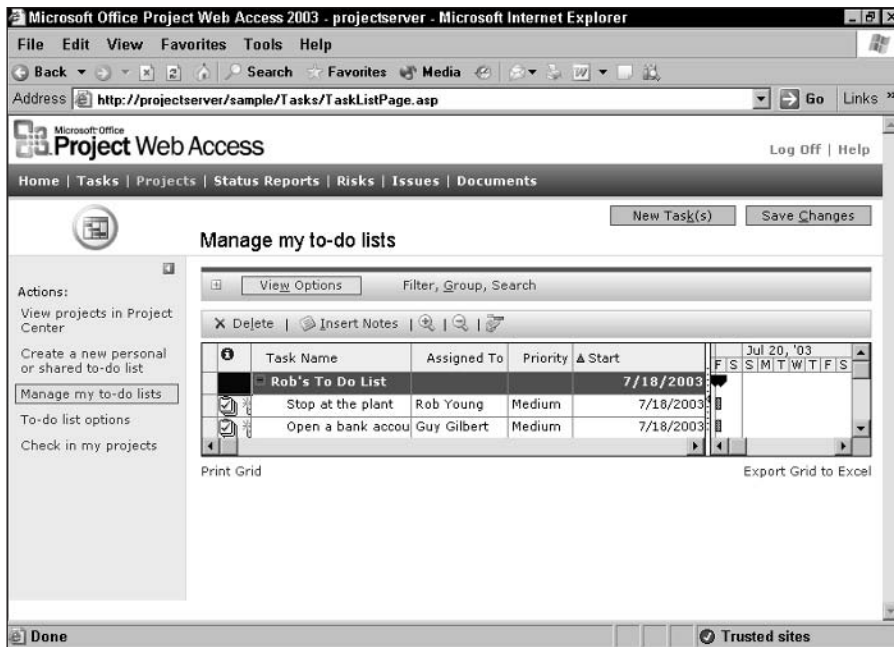 Microsoft Office Project Web Access 2003 - projectserver - Microsoft Internet Explorer
File Edit View Favorites Tools Help
Back Search Favorites Media
Address http://projectserver/sample/Tasks/TaskListPage.asp Go Links »
Microsoft Office
Project Web Access
Log Off | Help
Home | Tasks | Projects | Status Reports | Risks | Issues | Documents
New Task(s) Save Changes
Manage my to-do lists
Actions:
View projects in Project
Center
Create a new personal
or shared to-do list
Manage my to-do lists
To-do list options
Check in my projects
View Options Filter, Group, Search
Delete | Insert Notes
Task Name Assigned To Priority Start Jul 20, '03
F S S M T W T F S
Rob's To Do List 7/18/2003
Stop at the plant Rob Young Medium 7/18/2003
Open a bank accou Guy Gilbert Medium 7/18/2003
Print Grid Export Grid to Excel
Done Trusted sites